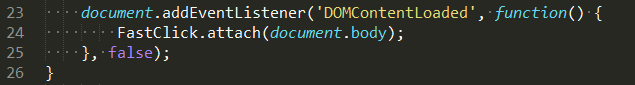 23     document.addEventListener('DOMContentLoaded', function() {
24         FastClick.attach(document.body);
25     }, false);
26 }